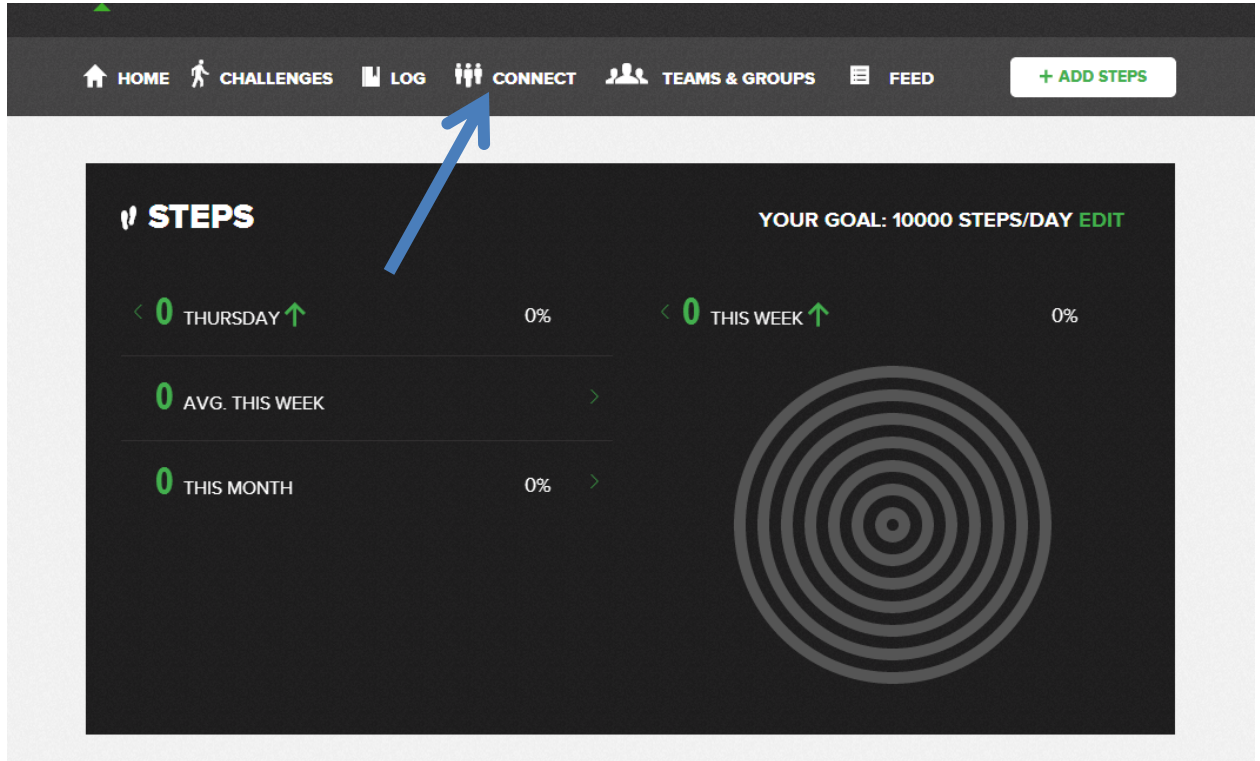 HOME CHALLENGES LOG CONNECT TEAMS & GROUPS FEED + ADD STEPS
STEPS
YOUR GOAL: 10000 STEPS/DAY EDIT
0 THURSDAY 0%
0 AVG. THIS WEEK
0 THIS MONTH 0%
0 THIS WEEK 0%